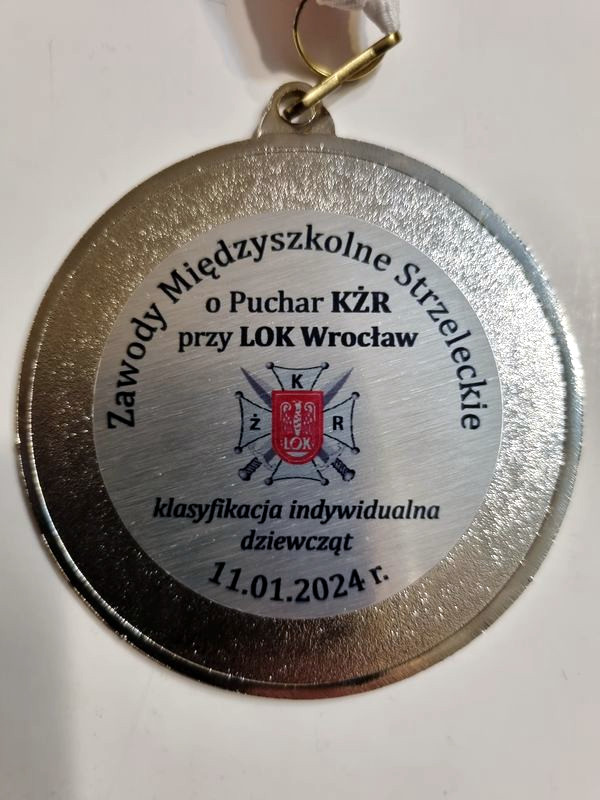 Zawody Międzyszkolne Strzeleckie
o Puchar KŻR
przy LOK Wrocław
K
Ż R
LOK
klasyfikacja indywidualna
dziewcząt
11.01.2024 r.